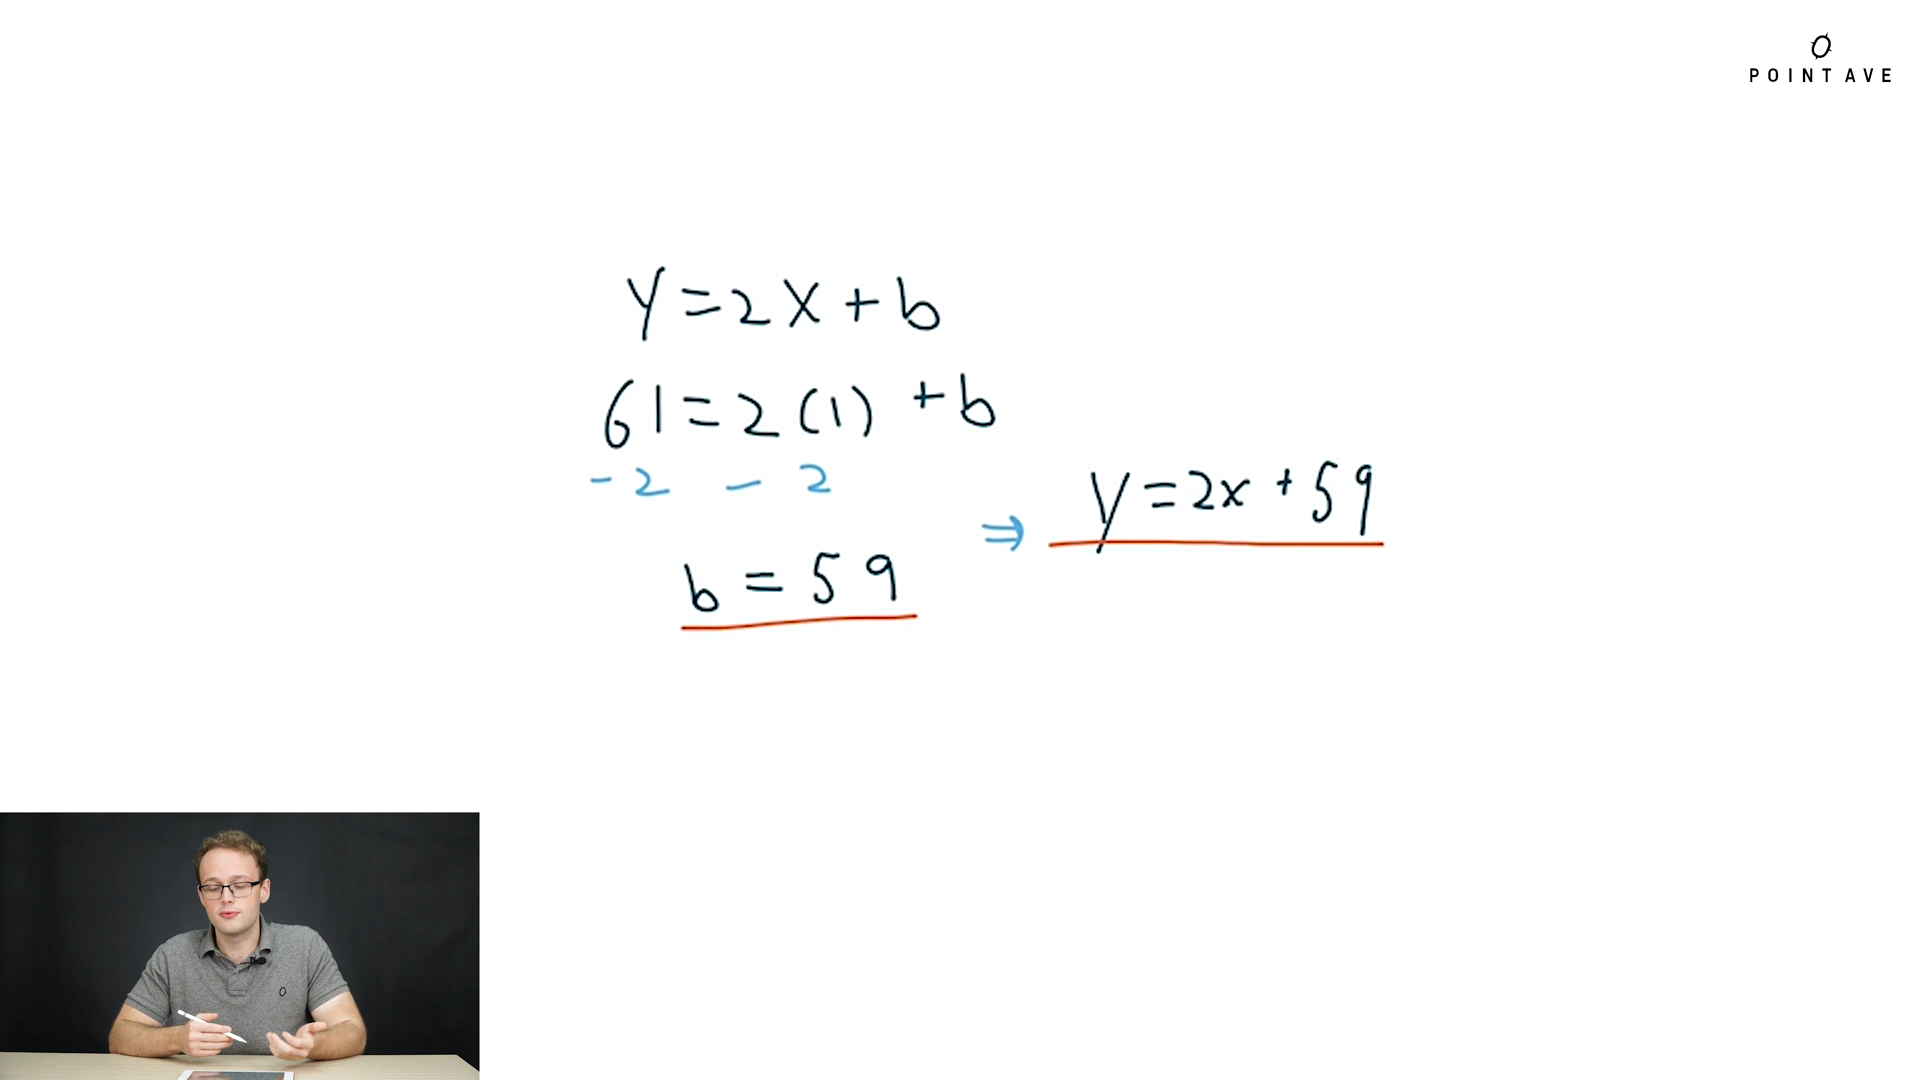 POINT AVE
y = 2x + b
61 = 2(1) + b
-2 - 2
y = 2x + 59
⇒
b = 59